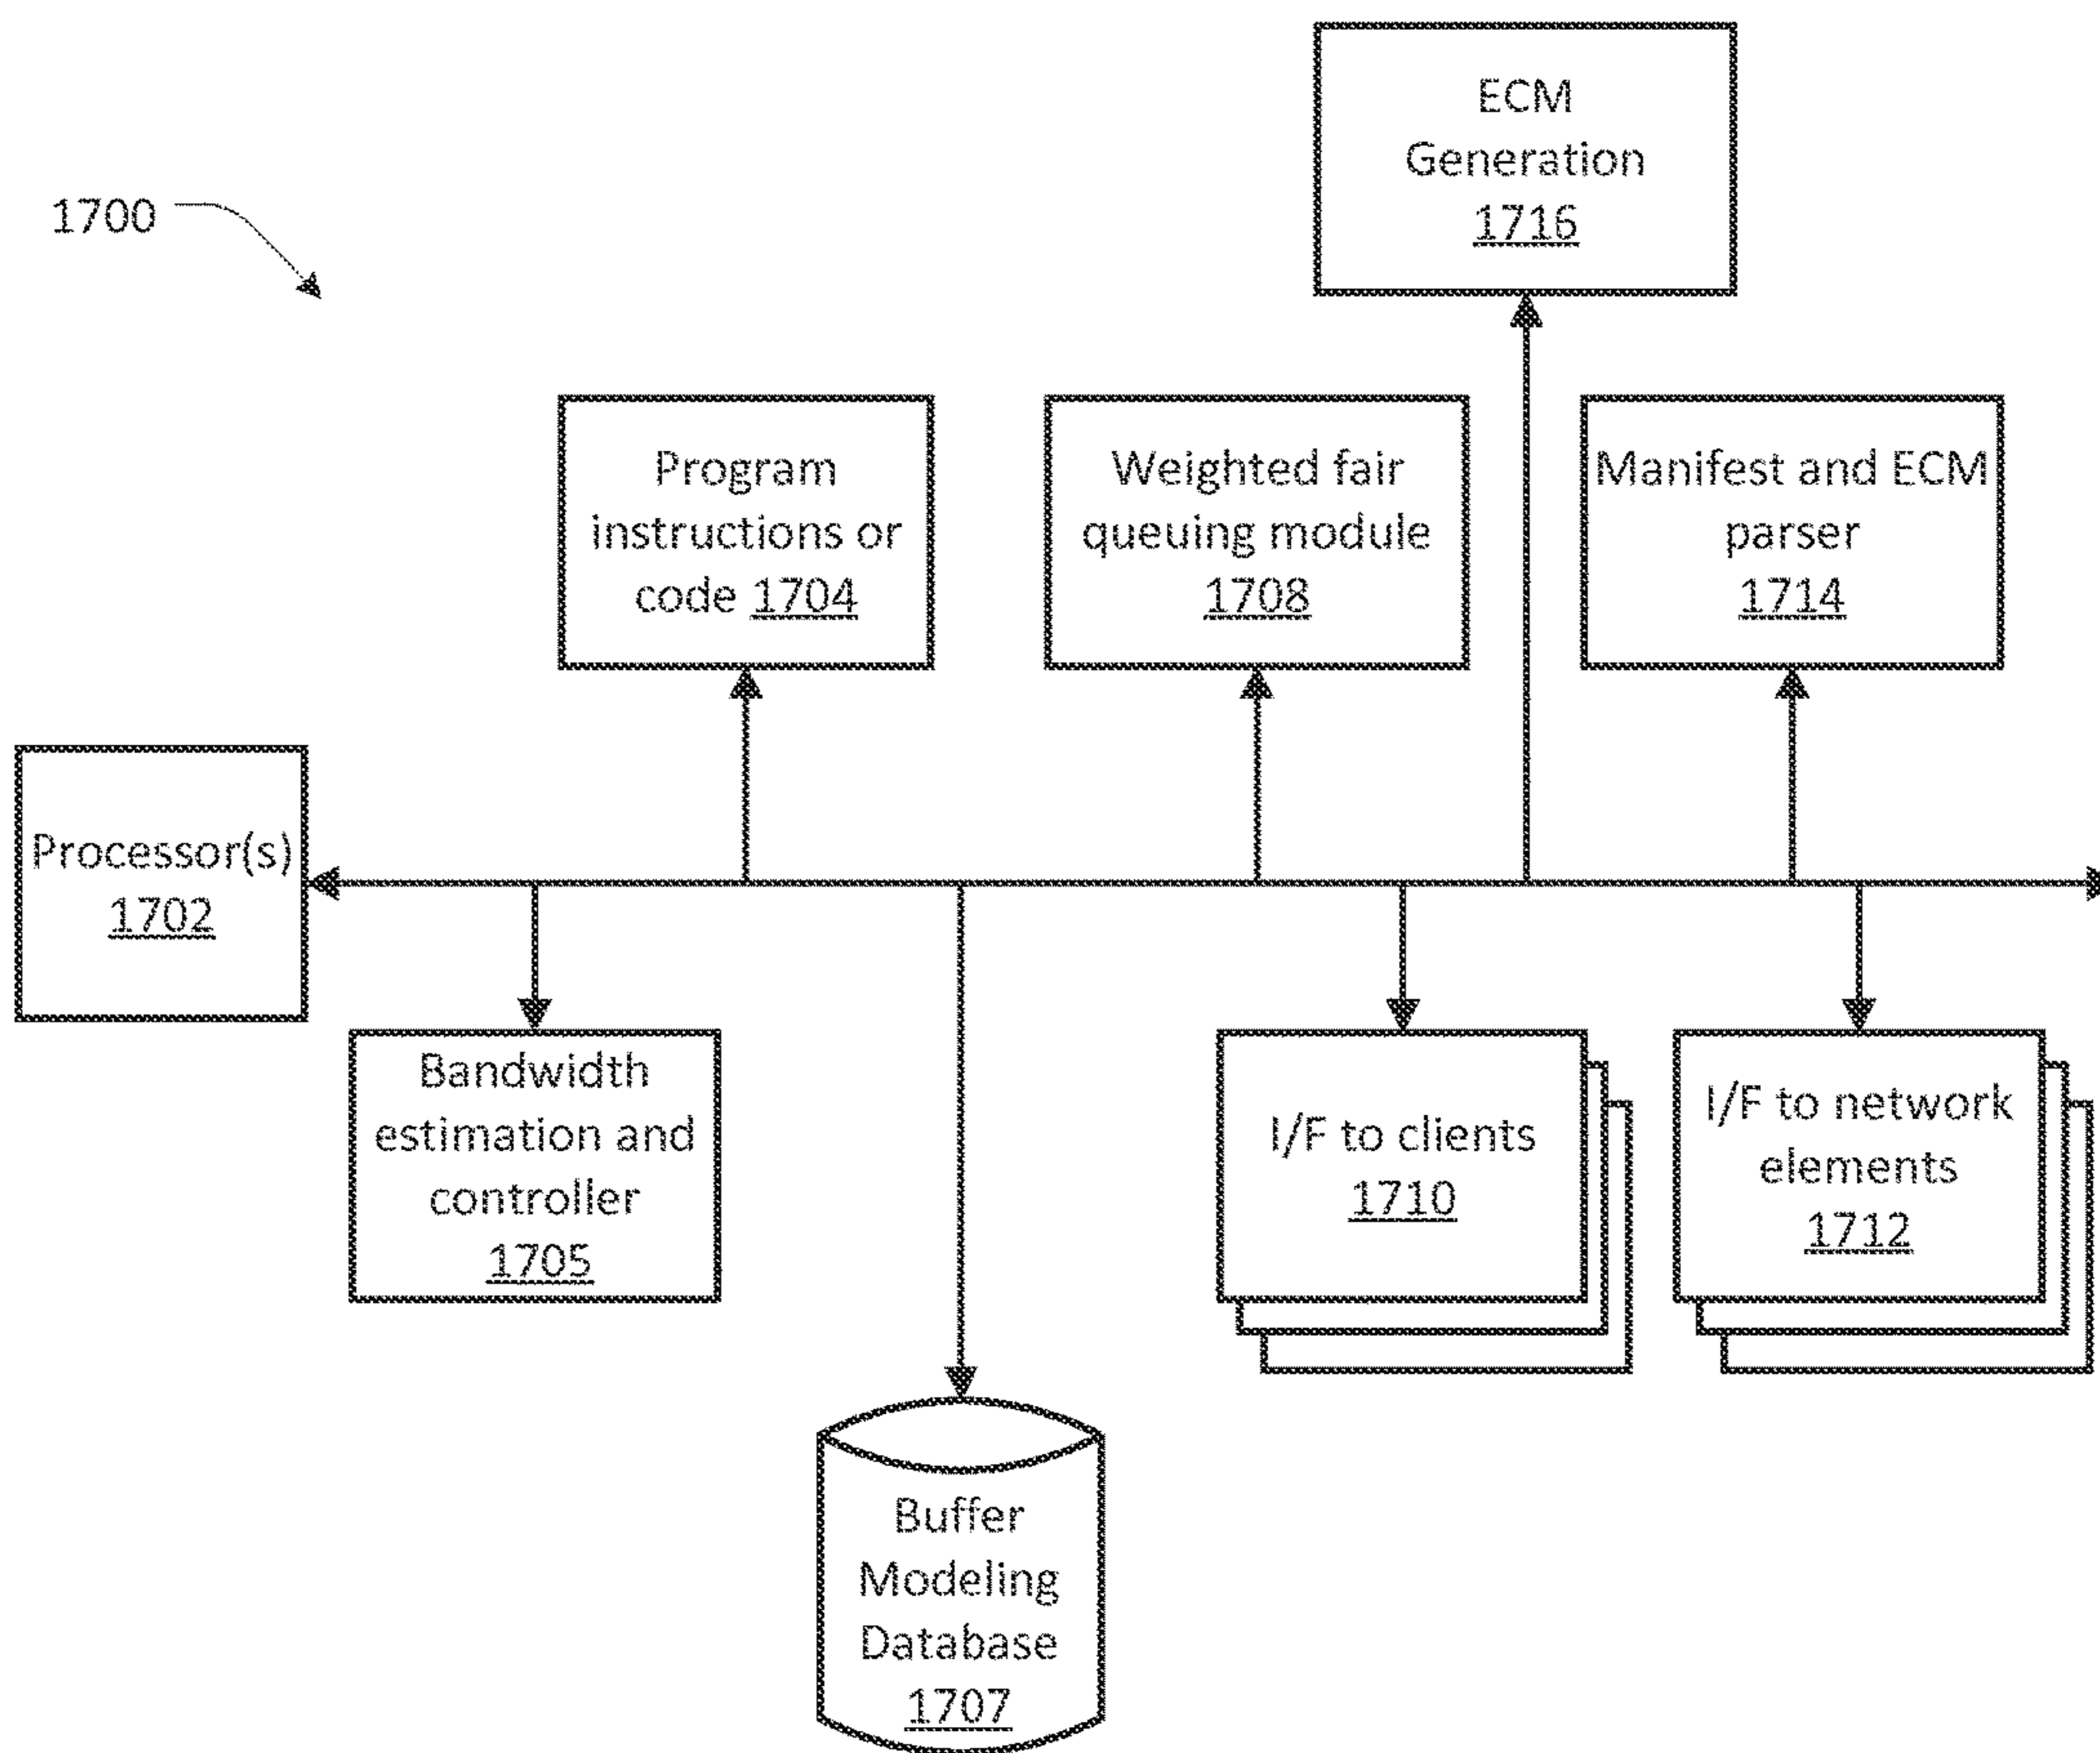 ECM
Generation
1716
1700
Program
instructions or
code 1704
Weighted fair
queuing module
1708
Manifest and ECM
parser
1714
Processor(s)
1702
Bandwidth
estimation and
controller
1705
I/F to clients
1710
I/F to network
elements
1712
Buffer
Modeling
Database
1707